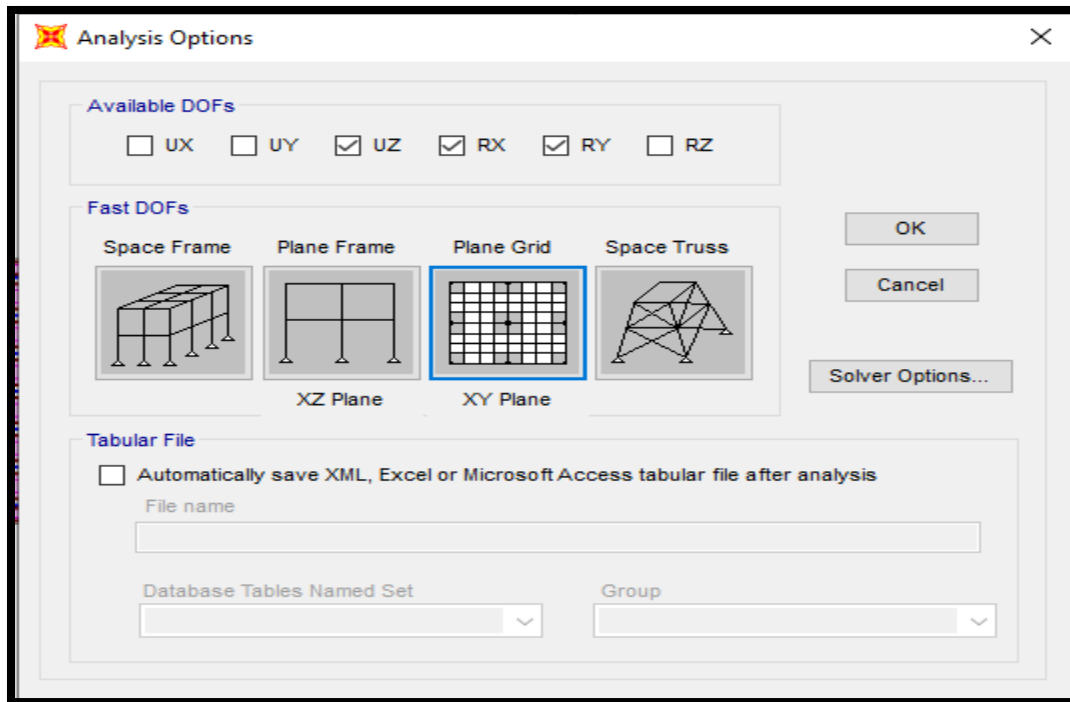 Analysis Options
Available DOFs
UX UY UZ RX RY RZ
Fast DOFs
Space Frame Plane Frame Plane Grid Space Truss
XZ Plane XY Plane
OK
Cancel
Solver Options...
Tabular File
Automatically save XML, Excel or Microsoft Access tabular file after analysis
File name
Database Tables Named Set Group